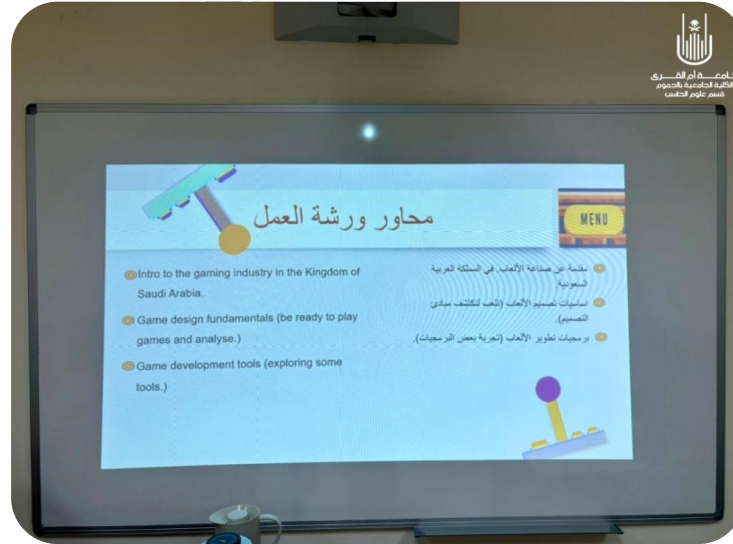 جامعة أم القرى
الكلية الجامعية بالجموم
قسم علوم الحاسب
محاور ورشة العمل
MENU
Intro to the gaming industry in the Kingdom of
Saudi Arabia.
Game design fundamentals (be ready to play
games and analyse.)
Game development tools (exploring some
tools.)
مقدمة عن صناعة الألعاب في المملكة العربية
السعودية.
اساسيات تصميم الألعاب (نلعب لنكتشف مبادئ
التصميم).
برمجيات تطوير الألعاب (تجربة بعض البرمجيات).